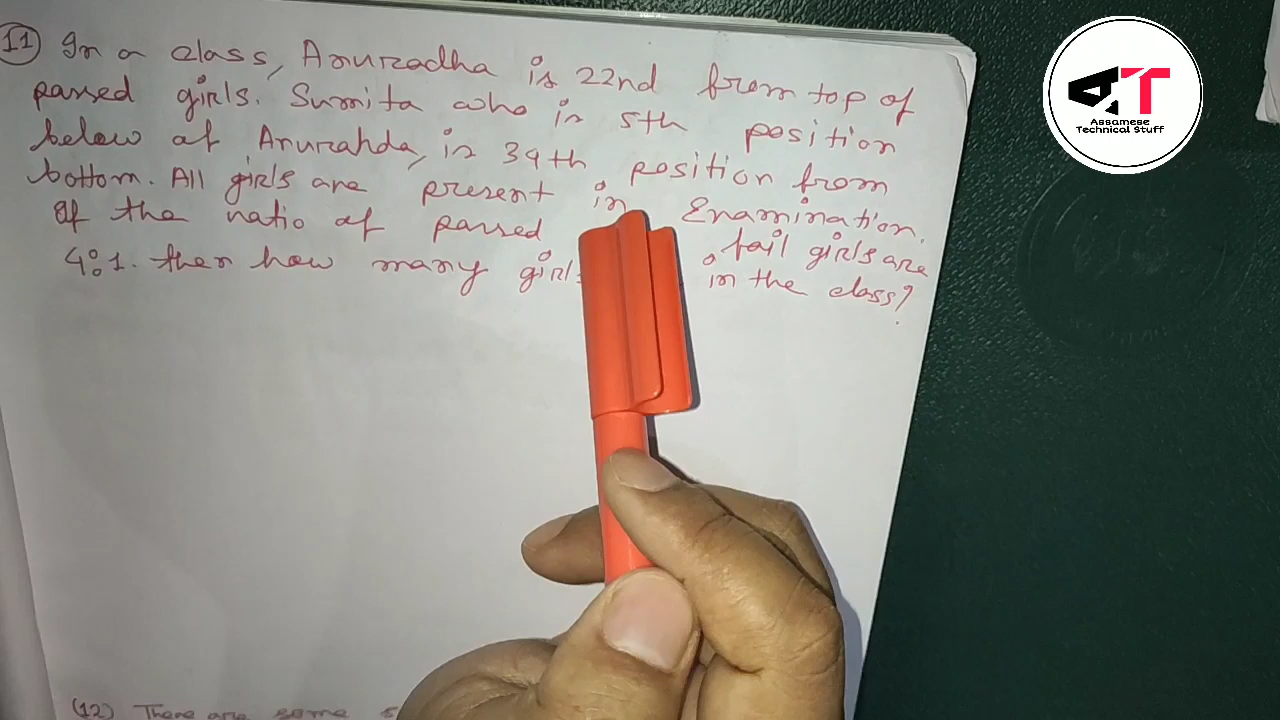 11 In a class, Anuradha is 22nd from top of
passed girls. Sumita who is 5th position
below of Anurahda, is 34th position from
bottom. All girls are present in Examination.
If the ratio of passed fail girls are
4:1. then how many girls in the class?
(12) There are some
AT
Assamese
Technical Stuff